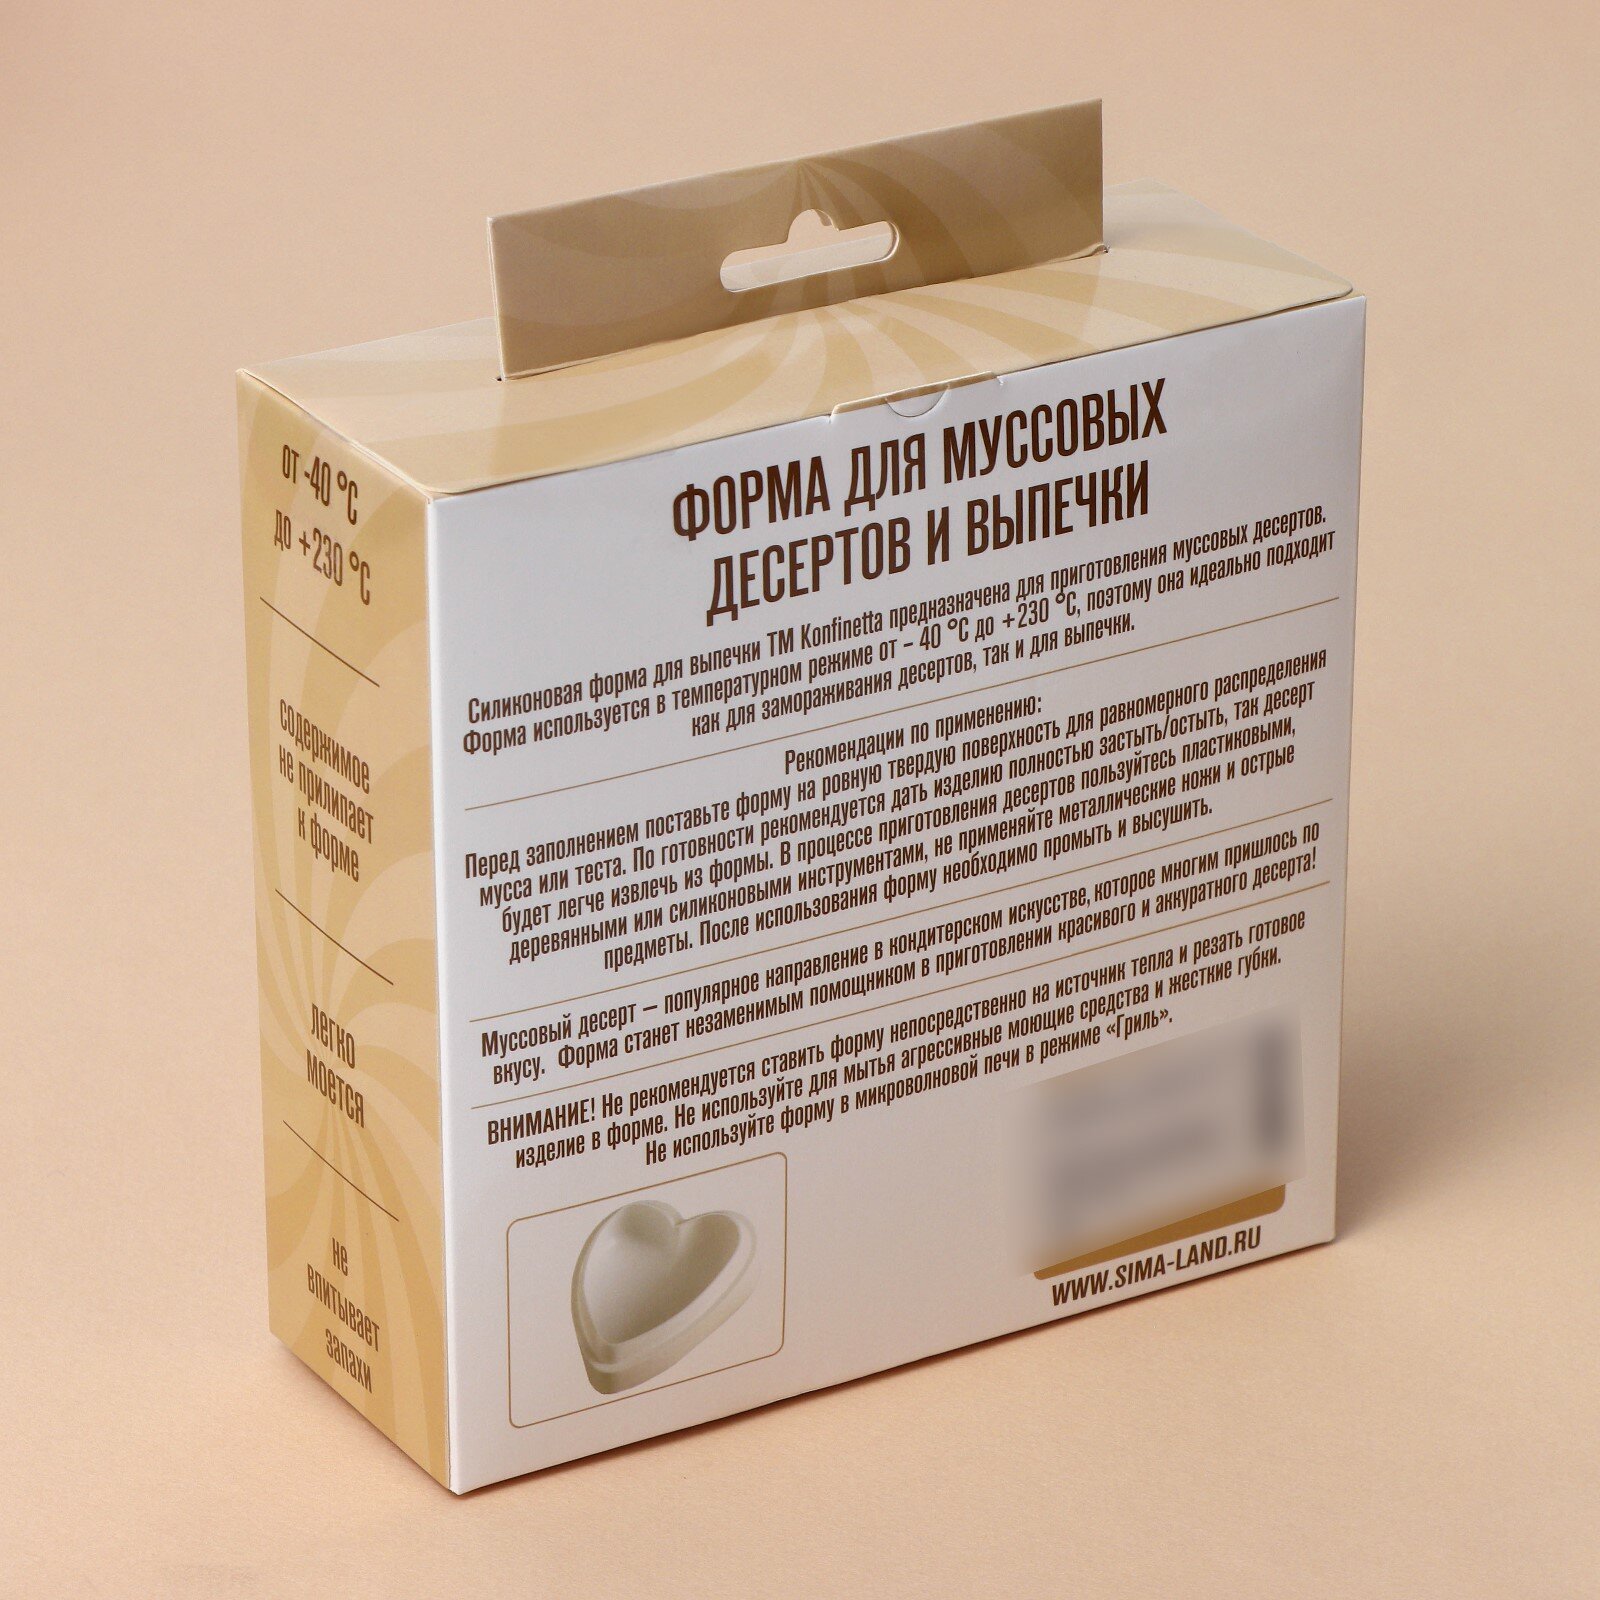 от -40 °С
до +230 °С
содержимое
не прилипает
к форме
легко
моется
не
впитывает
запахи
ФОРМА ДЛЯ МУССОВЫХ
ДЕСЕРТОВ И ВЫПЕЧКИ
Силиконовая форма для выпечки ТМ Konfinetta предназначена для приготовления муссовых десертов.
Форма используется в температурном режиме от – 40 °С до +230 °С, поэтому она идеально подходит
как для замораживания десертов, так и для выпечки.
Рекомендации по применению:
Перед заполнением поставьте форму на ровную твердую поверхность для равномерного распределения
мусса или теста. По готовности рекомендуется дать изделию полностью застыть/остыть, так десерт
будет легче извлечь из формы. В процессе приготовления десертов пользуйтесь пластиковыми,
деревянными или силиконовыми инструментами, не применяйте металлические ножи и острые
предметы. После использования форму необходимо промыть и высушить.
Муссовый десерт — популярное направление в кондитерском искусстве, которое многим пришлось по
вкусу. Форма станет незаменимым помощником в приготовлении красивого и аккуратного десерта!
ВНИМАНИЕ! Не рекомендуется ставить форму непосредственно на источник тепла и резать готовое
изделие в форме. Не используйте для мытья агрессивные моющие средства и жесткие губки.
Не используйте форму в микроволновой печи в режиме «Гриль».
WWW.SIMA-LAND.RU